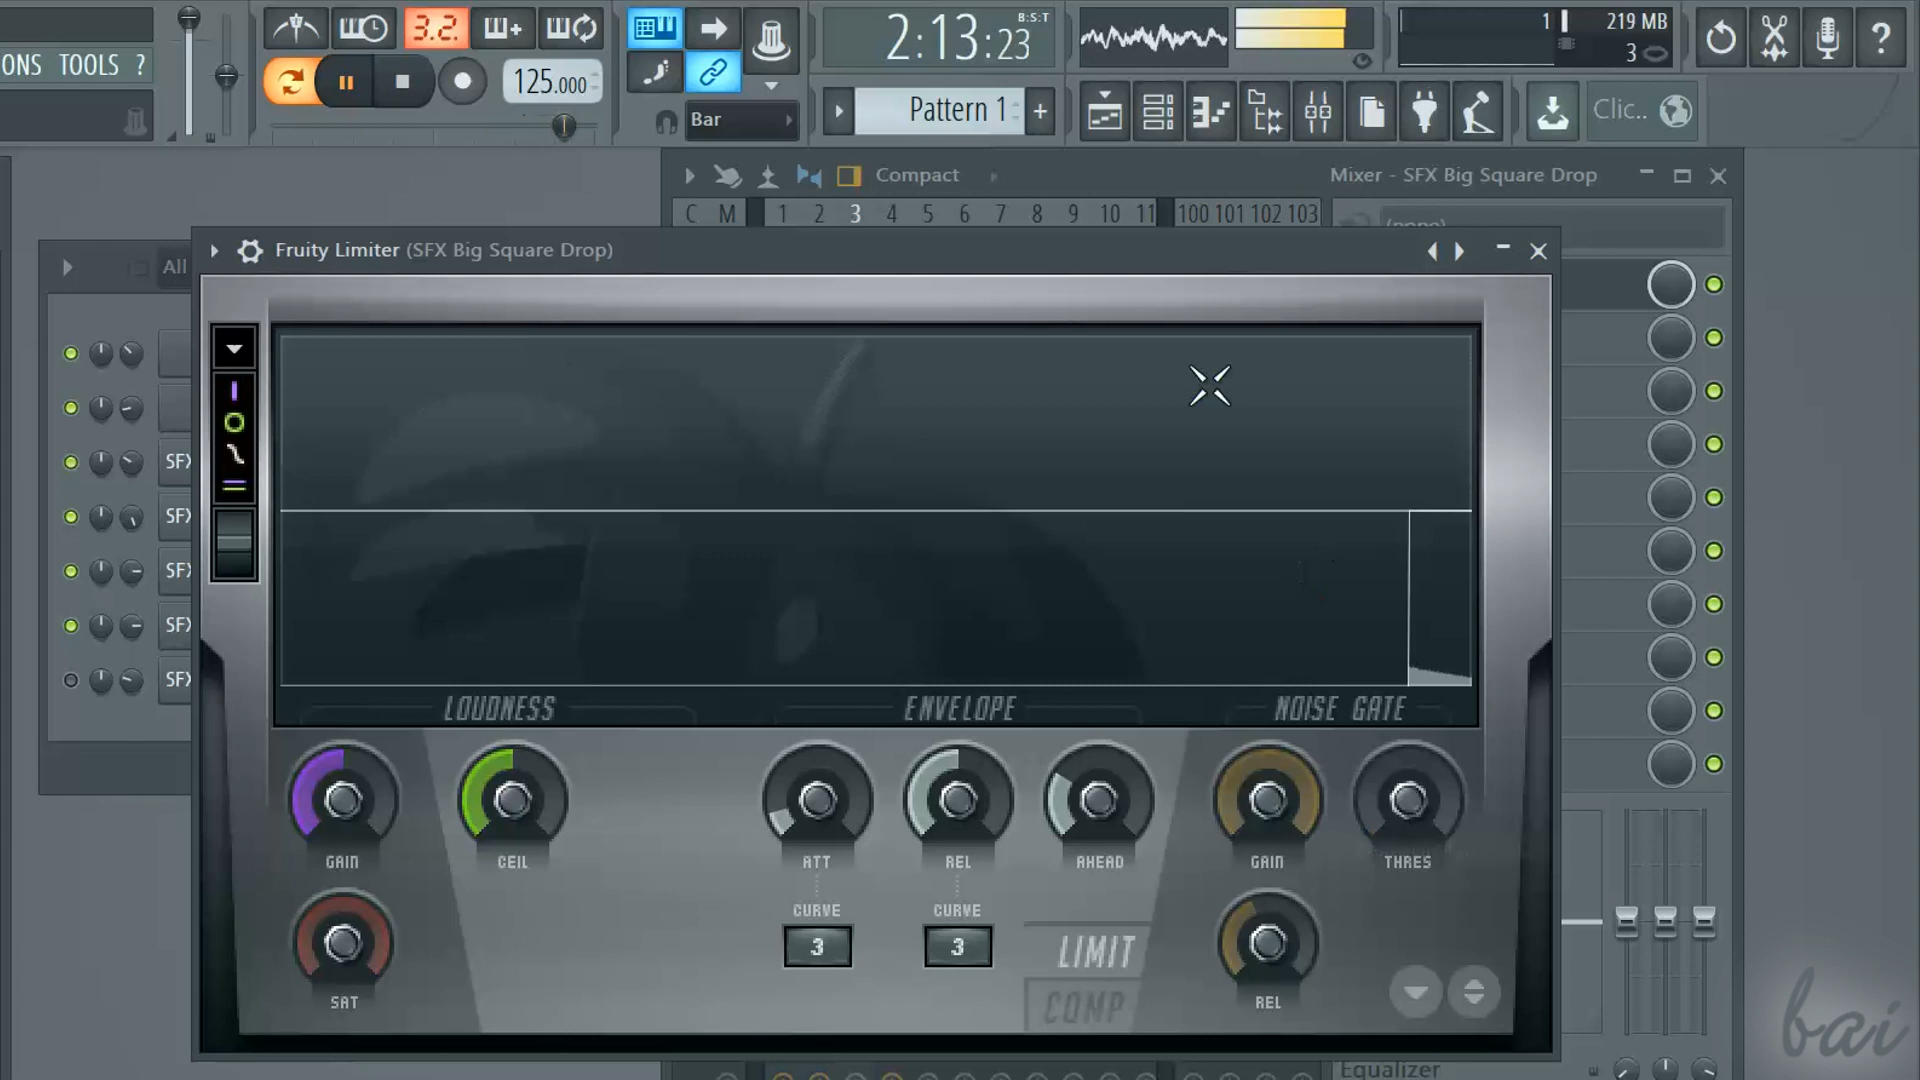 ONS TOOLS ?
3.2.
125.000
Bar
2:13:23
B:S:T
Pattern 1
1
219 MB
3
Clic..
Compact
Mixer - SFX Big Square Drop
C M 1 2 3 4 5 6 7 8 9 10 11 100 101 102 103
(none)
All
Fruity Limiter (SFX Big Square Drop)
SFX
SFX
SFX
SFX
SFX
LOUDNESS ENVELOPE NOISE GATE
GAIN CEIL ATT REL AHEAD GAIN THRES
CURVE CURVE
3 3
LIMIT
COMP
SAT REL
Equalizer
bai